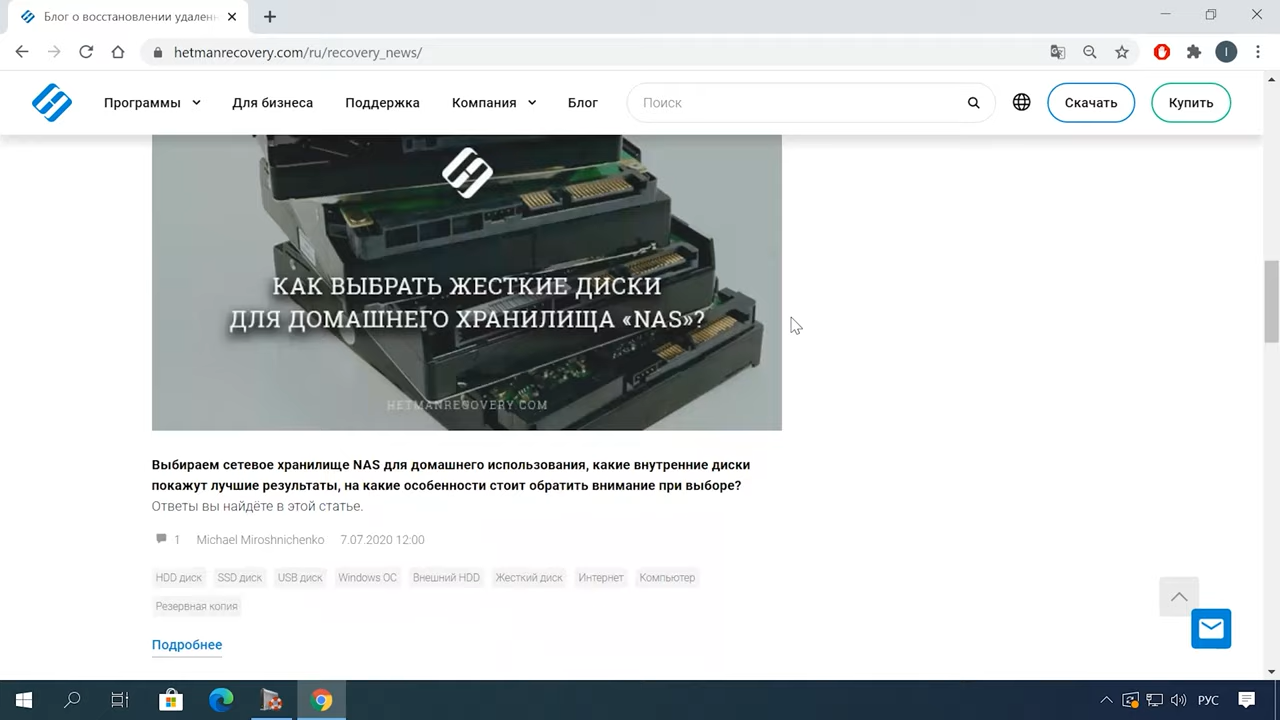 Блог о восстановлении удален
hetmanrecovery.com/ru/recovery_news/
I
Программы
Для бизнеса
Поддержка
Компания
Блог
Поиск
Скачать
Купить
КАК ВЫБРАТЬ ЖЕСТКИЕ ДИСКИ
ДЛЯ ДОМАШНЕГО ХРАНИЛИЩА «NAS»?
HETMANRECOVERY.COM
Выбираем сетевое хранилище NAS для домашнего использования, какие внутренние диски
покажут лучшие результаты, на какие особенности стоит обратить внимание при выборе?
Ответы вы найдёте в этой статье.
1 Michael Miroshnichenko 7.07.2020 12:00
HDD диск SSD диск USB диск Windows ОС Внешний HDD Жесткий диск Интернет Компьютер
Резервная копия
Подробнее
РУС